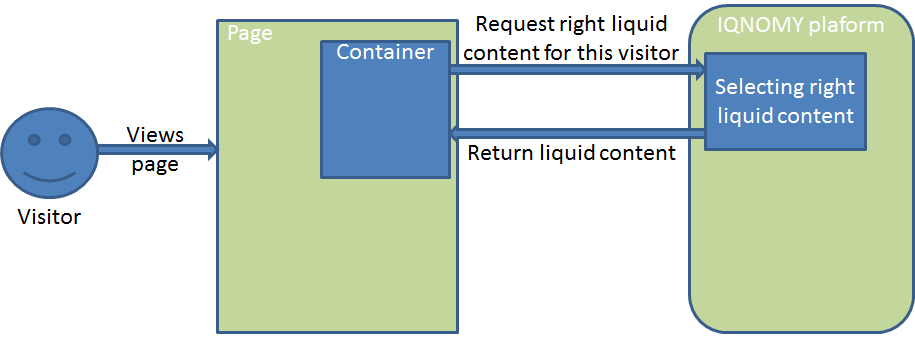 Page
Container
Request right liquid
content for this visitor
IQNOMY plaform
Selecting right
liquid content
Views
page
Return liquid content
Visitor